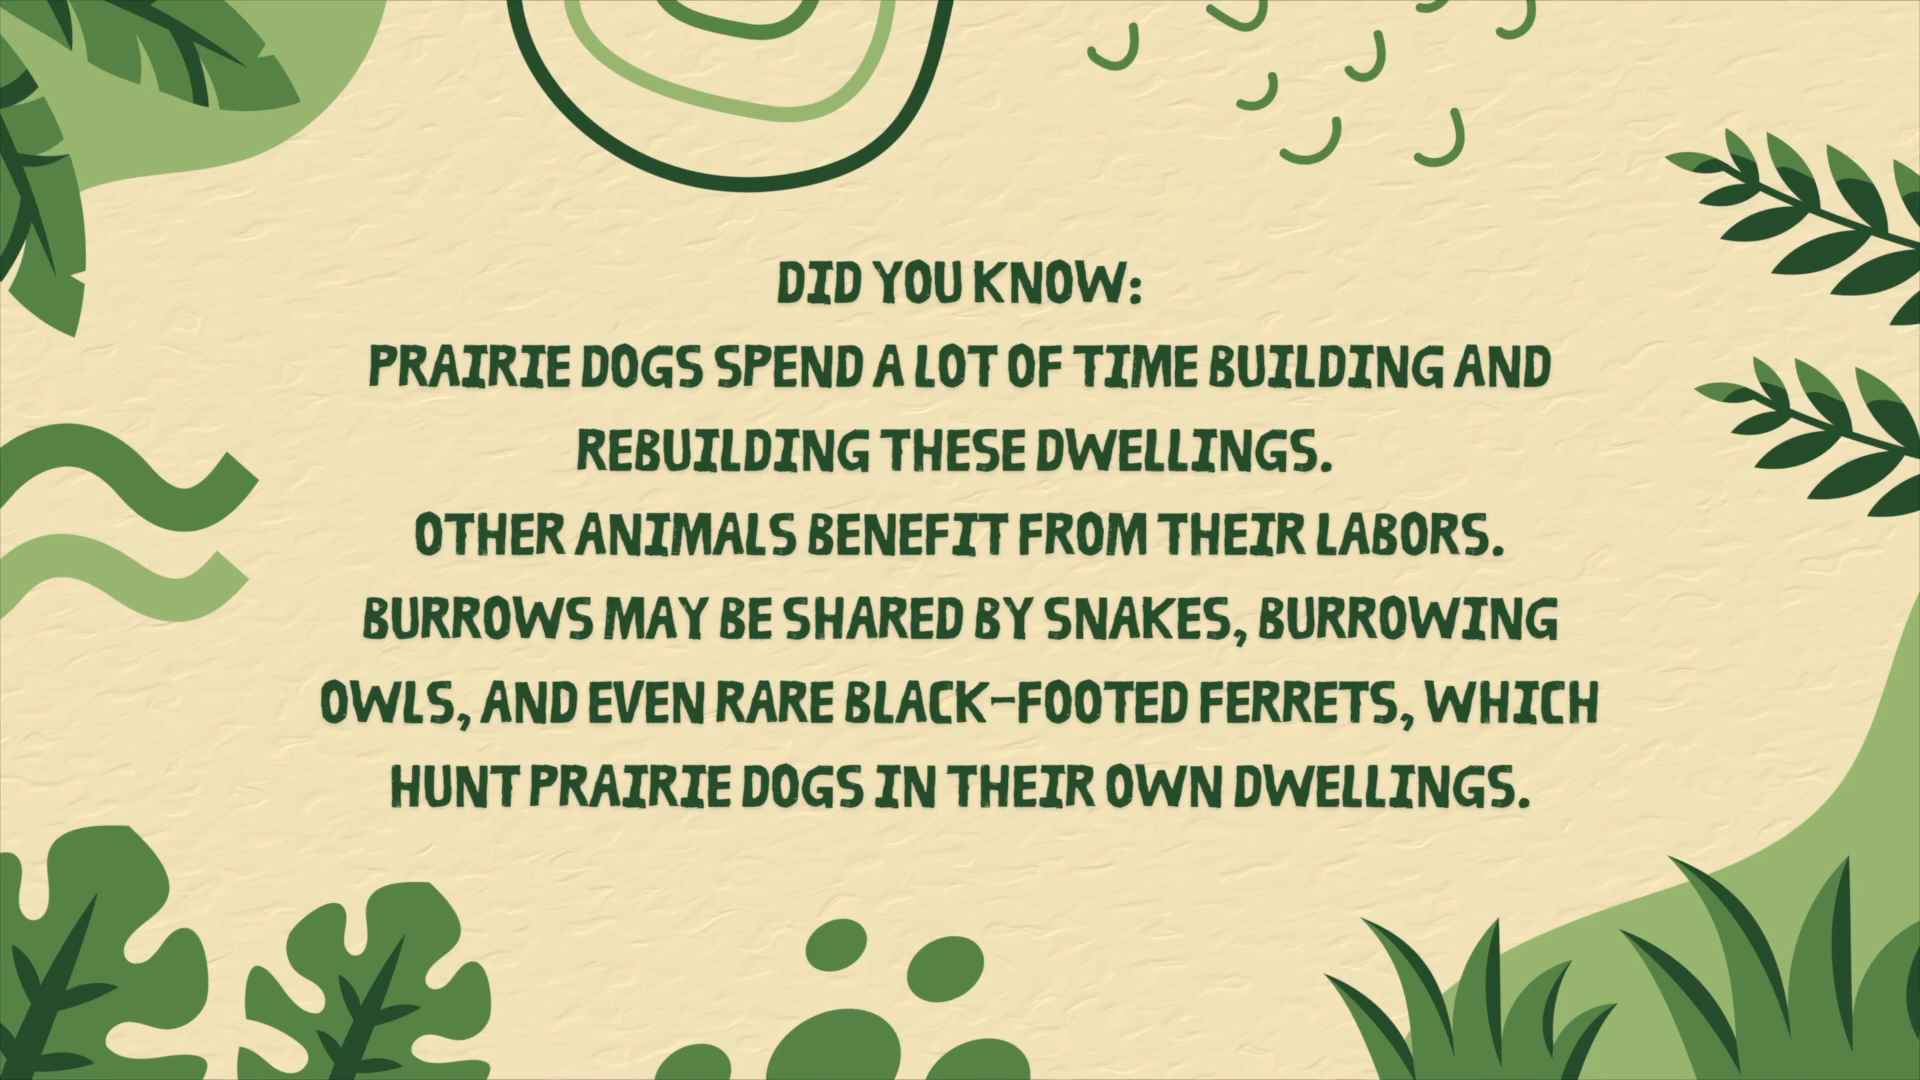 DID YOU KNOW:
PRAIRIE DOGS SPEND A LOT OF TIME BUILDING AND
REBUILDING THESE DWELLINGS.
OTHER ANIMALS BENEFIT FROM THEIR LABORS.
BURROWS MAY BE SHARED BY SNAKES, BURROWING
OWLS, AND EVEN RARE BLACK-FOOTED FERRETS, WHICH
HUNT PRAIRIE DOGS IN THEIR OWN DWELLINGS.